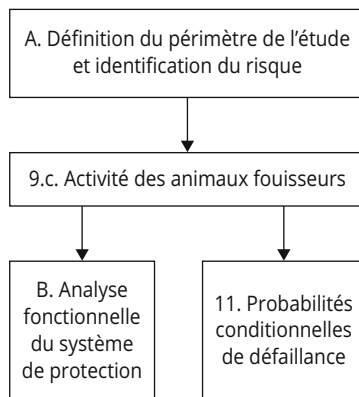 A. Définition du périmètre de l’étude
et identification du risque
9.c. Activité des animaux fouisseurs
B. Analyse
fonctionnelle
du système
de protection
11. Probabilités
conditionnelles
de défaillance